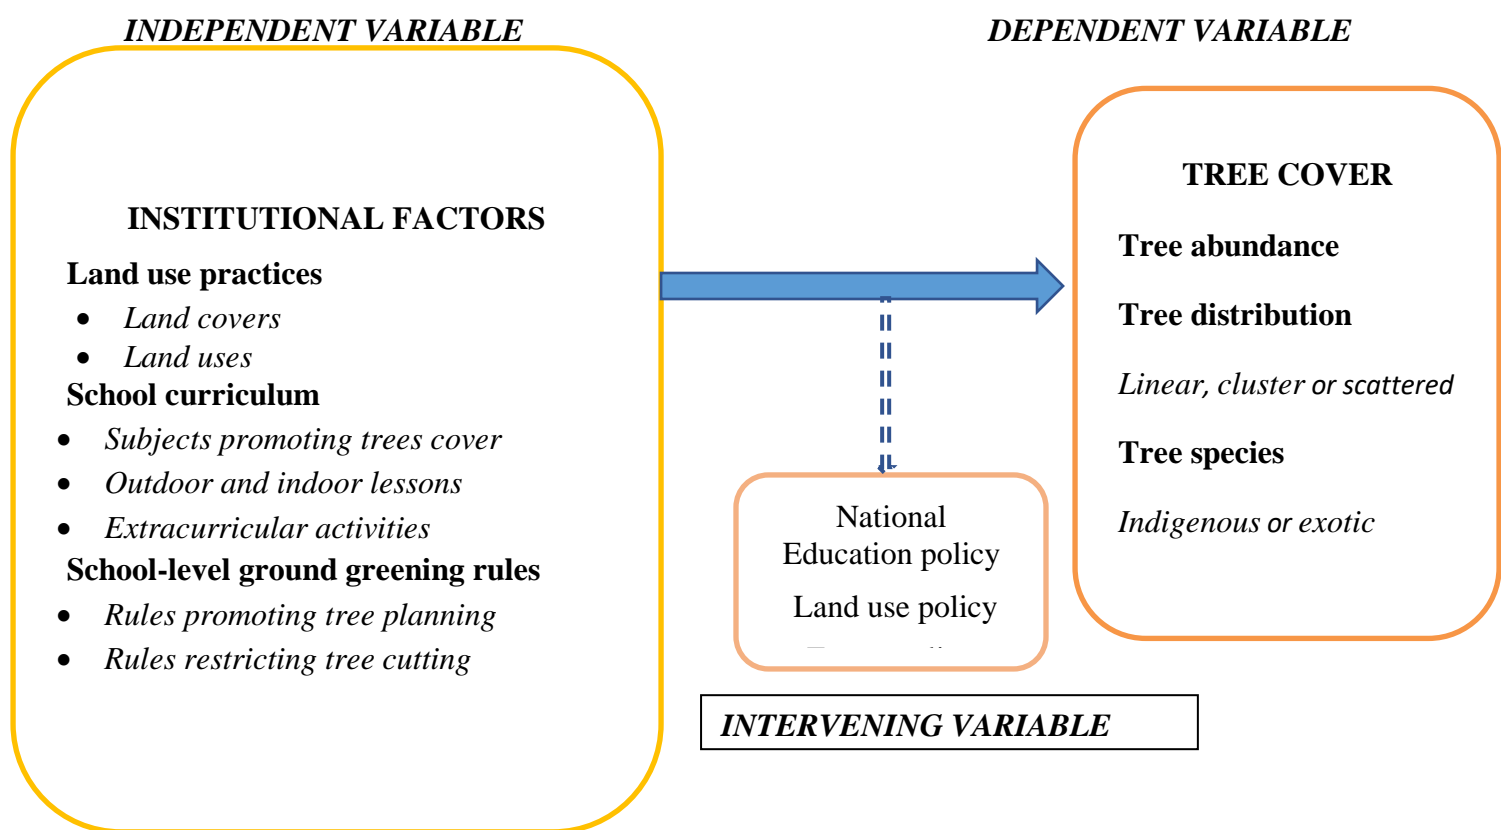 INDEPENDENT VARIABLE
DEPENDENT VARIABLE
INSTITUTIONAL FACTORS
Land use practices
• Land covers
• Land uses
School curriculum
• Subjects promoting trees cover
• Outdoor and indoor lessons
• Extracurricular activities
School-level ground greening rules
• Rules promoting tree planning
• Rules restricting tree cutting
National
Education policy
Land use policy
INTERVENING VARIABLE
TREE COVER
Tree abundance
Tree distribution
Linear, cluster or scattered
Tree species
Indigenous or exotic